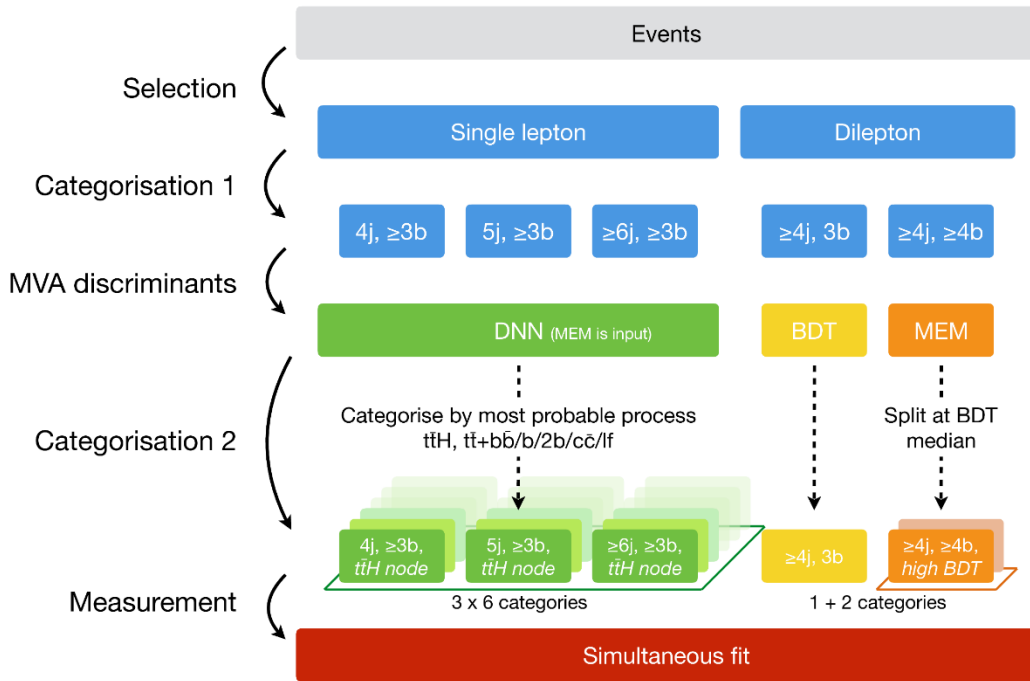 Events
Selection
Single lepton
Dilepton
Categorisation 1
4j, ≥3b
5j, ≥3b
≥6j, ≥3b
≥4j, 3b
≥4j, ≥4b
MVA discriminants
DNN (MEM is input)
BDT
MEM
Categorisation 2
Categorise by most probable process
tt̄H, tt̄+bb̄/b/2b/cc̄/lf
Split at BDT
median
4j, ≥3b,
tt̄H node
5j, ≥3b,
tt̄H node
≥6j, ≥3b,
tt̄H node
≥4j, 3b
≥4j, ≥4b,
high BDT
Measurement
3 x 6 categories
1 + 2 categories
Simultaneous fit